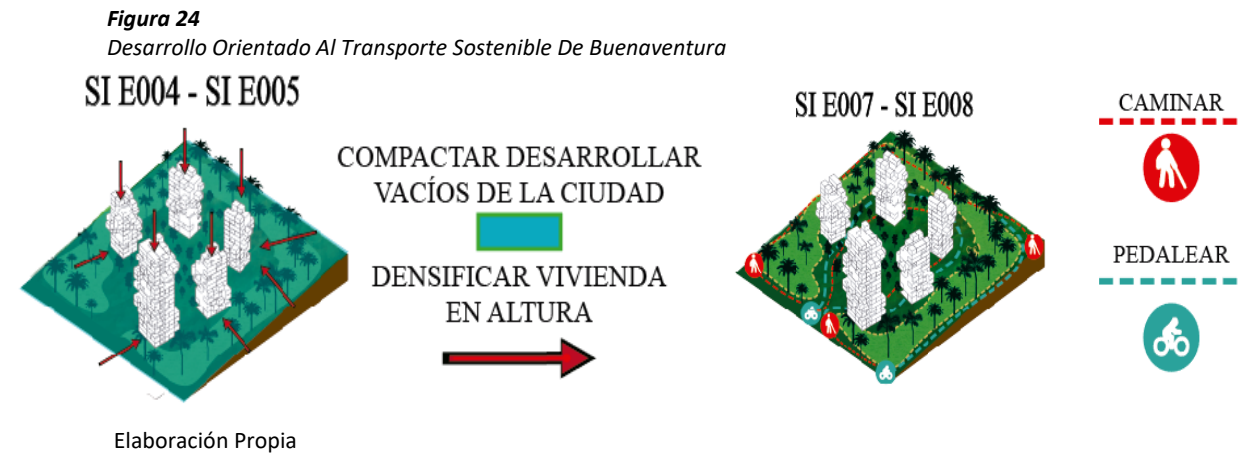 Figura 24
Desarrollo Orientado Al Transporte Sostenible De Buenaventura
SI E004 - SI E005
COMPACTAR DESARROLLAR
VACÍOS DE LA CIUDAD
DENSIFICAR VIVIENDA
EN ALTURA
SI E007 - SI E008
CAMINAR
PEDALEAR
Elaboración Propia